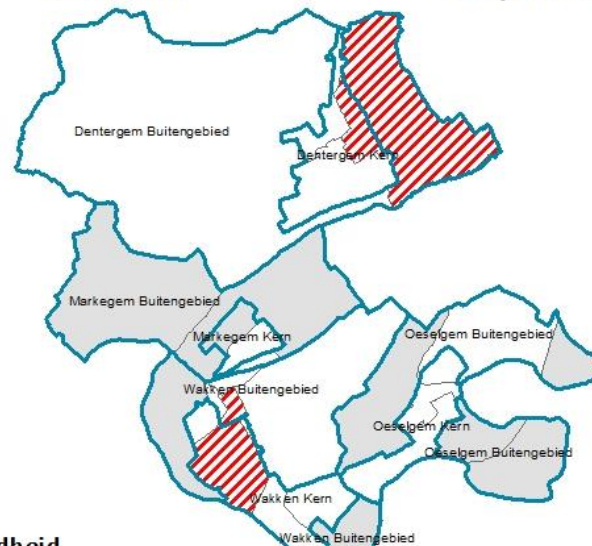 Dentergem Buitengebied
Dentergem Kern
Markegem Buitengebied
Markegem Kern
Oeselgem Buitengebied
Wakken Buitengebied
Oeselgem Kern
Oeselgem Buitengebied
Wakken Kern
Wakken Buitengebied